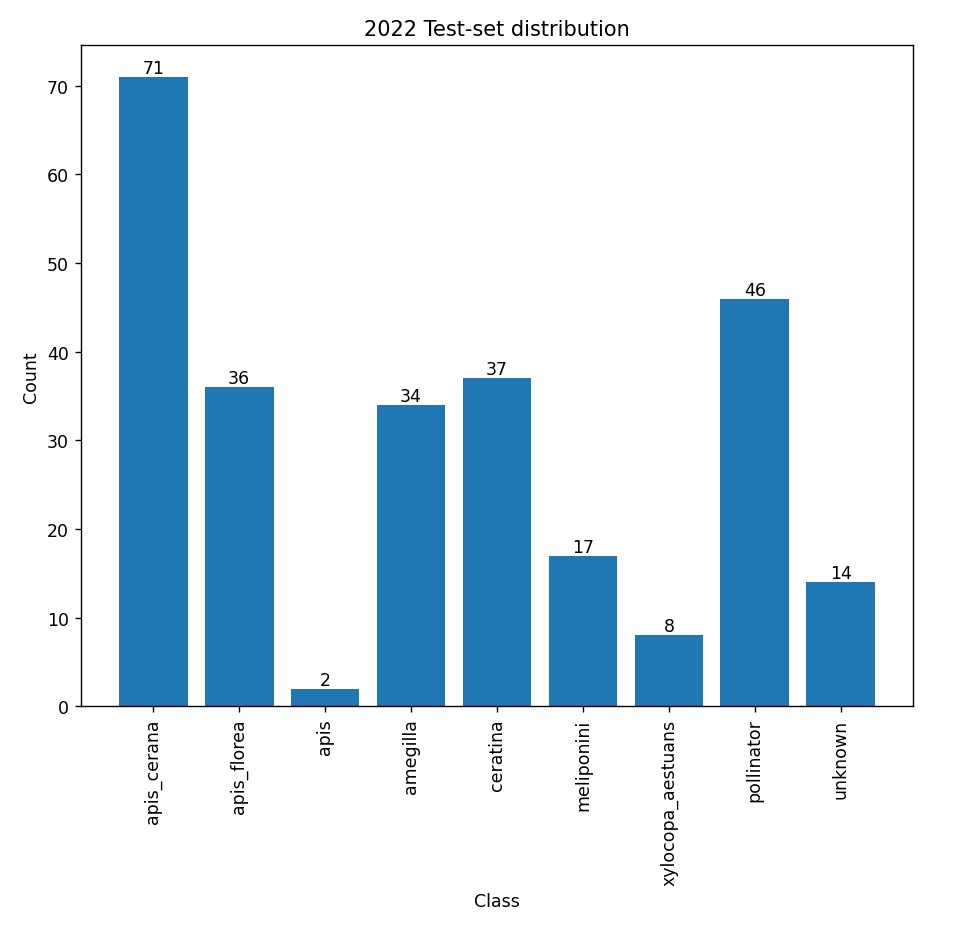 2022 Test-set distribution
71
70
60
50
46
40
37
36
34
30
20
17
14
10
8
2
0
Count
apis_cerana
apis_florea
apis
amegilla
ceratina
meliponini
xylocopa_aestuans
pollinator
unknown
Class